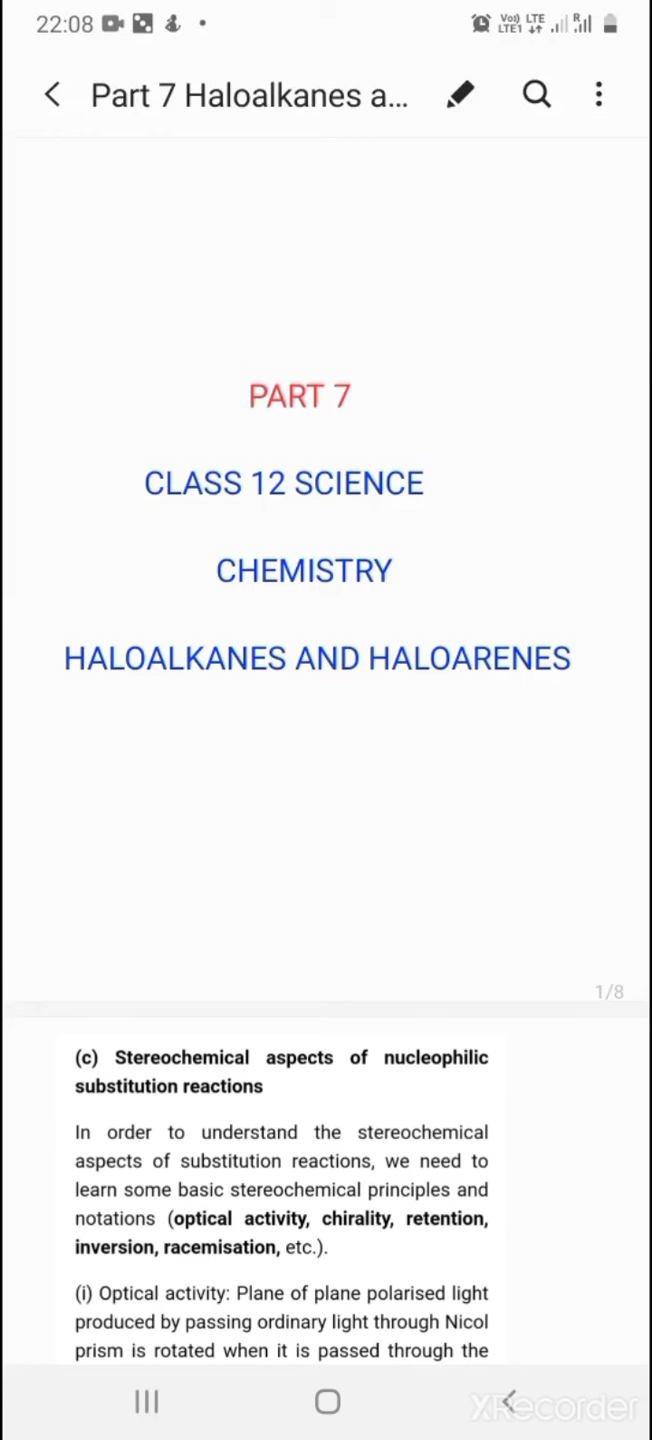 22:08
Vo)) LTE
LTE1
R
Part 7 Haloalkanes a...
PART 7
CLASS 12 SCIENCE
CHEMISTRY
HALOALKANES AND HALOARENES
1/8
(c) Stereochemical aspects of nucleophilic
substitution reactions
In order to understand the stereochemical
aspects of substitution reactions, we need to
learn some basic stereochemical principles and
notations (optical activity, chirality, retention,
inversion, racemisation, etc.).
(i) Optical activity: Plane of plane polarised light
produced by passing ordinary light through Nicol
prism is rotated when it is passed through the
XRecorder